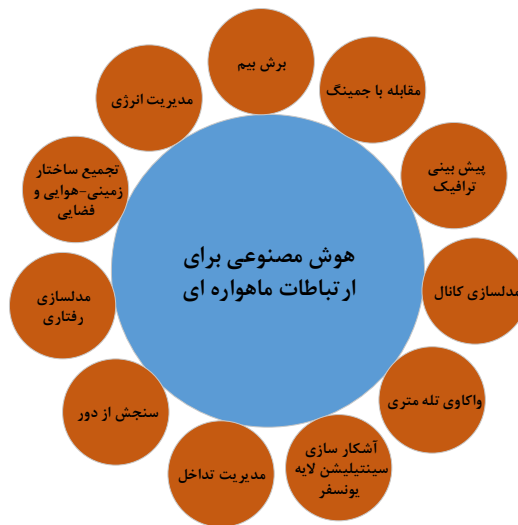 هوش مصنوعی برای
ارتباطات ماهواره ای
برش بیم
مقابله با جمینگ
پیش بینی
ترافیک
مدلسازی کانال
واکاوی تله متری
آشکار سازی
سینتیلیشن لایه
یونسفر
مدیریت تداخل
سنجش از دور
مدلسازی
رفتاری
تجمیع ساختار
زمینی-هوایی و
فضایی
مدیریت انرژی